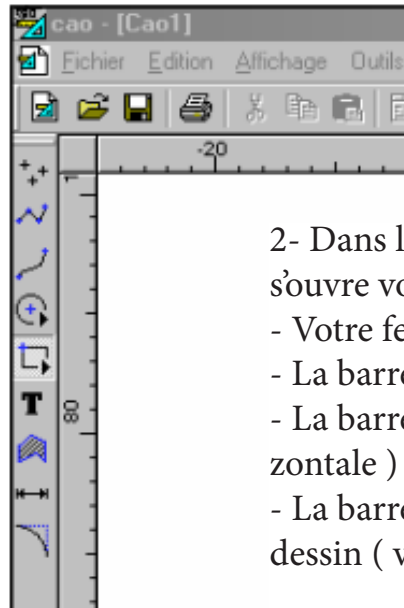 cao - [Cao1]
Fichier Edition Affichage Outils
-20
80
T
2- Dans l
s'ouvre vo
- Votre fe
- La barre
- La barre
zontale )
- La barre
dessin ( v